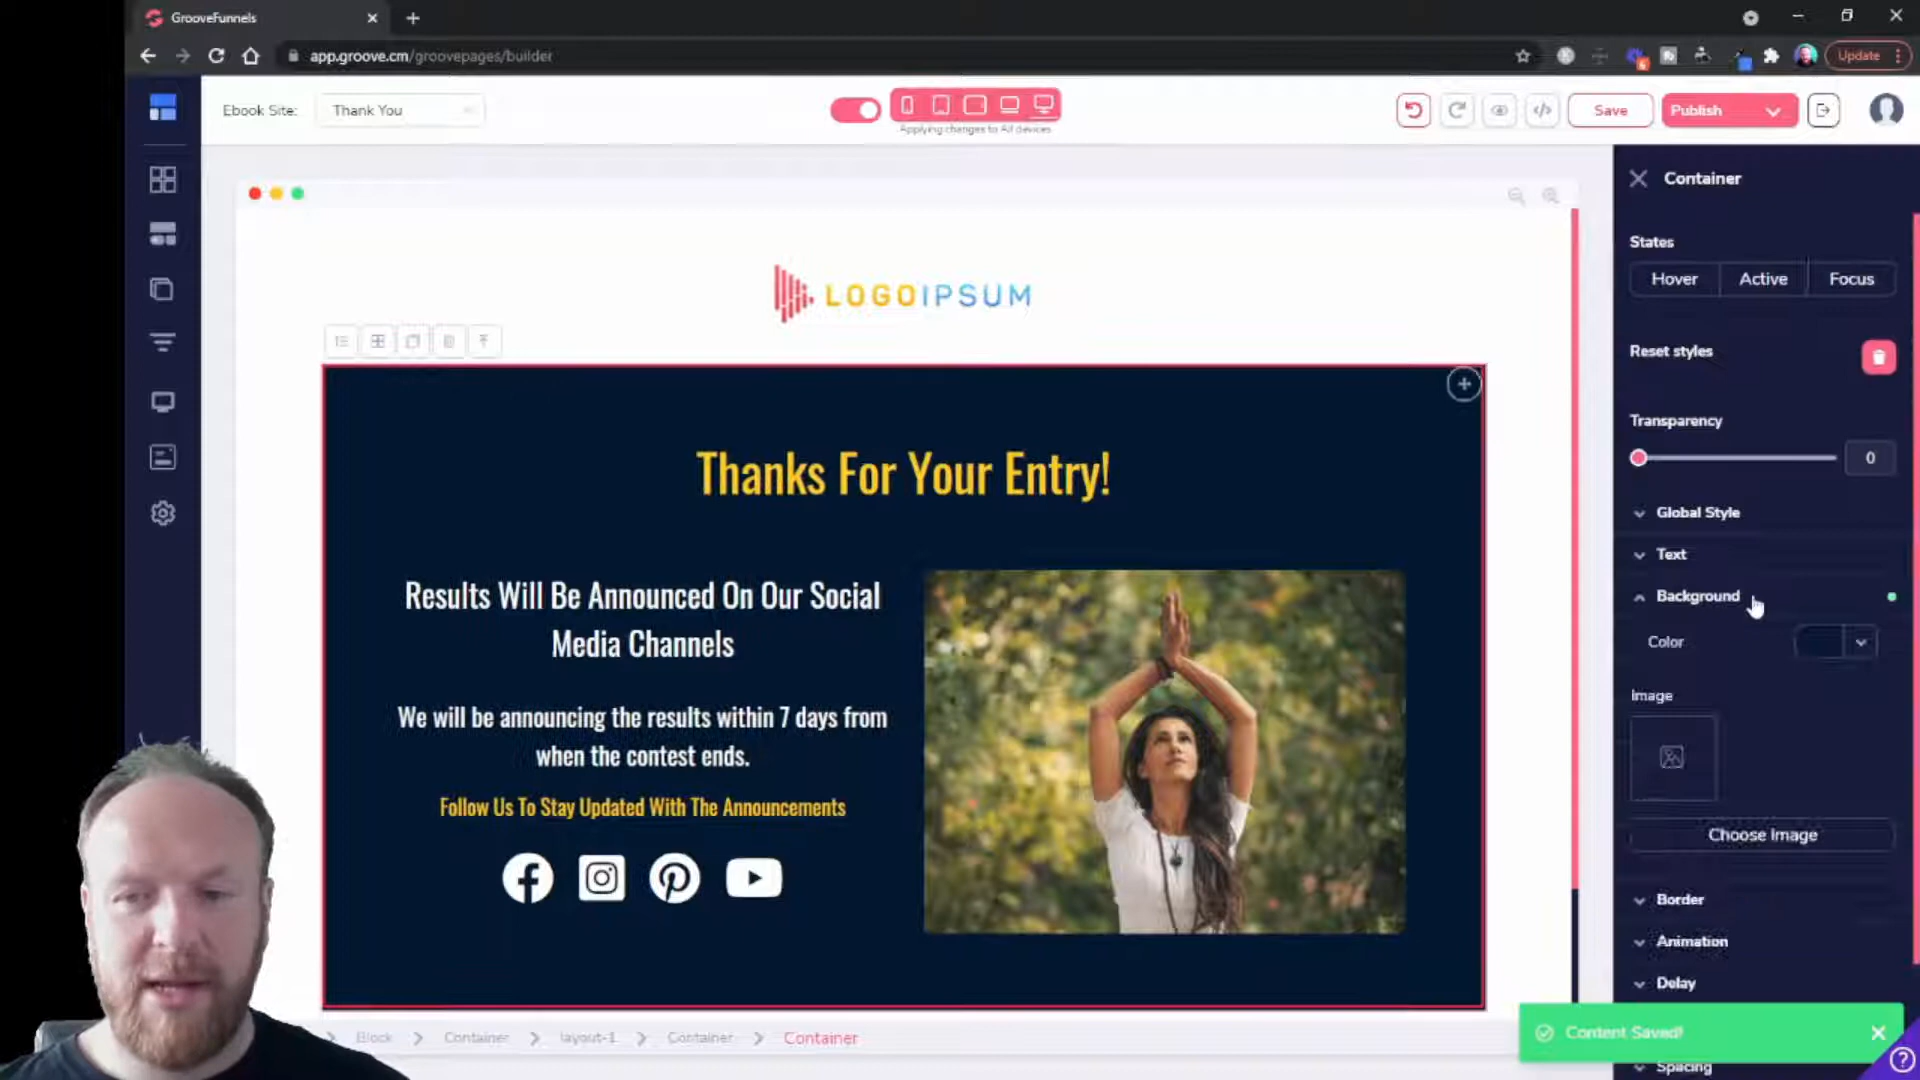 GrooveFunnels
app.groove.cm/groovepages/builder
Update
Ebook Site:
Thank You
Applying changes to All devices
Save
Publish
Container
States
Hover
Active
Focus
Reset styles
Transparency
0
Global Style
Text
Background
Color
Image
Choose Image
Border
Animation
Delay
Spacing
LOGOIPSUM
Thanks For Your Entry!
Results Will Be Announced On Our Social
Media Channels
We will be announcing the results within 7 days from
when the contest ends.
Follow Us To Stay Updated With The Announcements
Block
Container
layout-1
Container
Container
Content Saved!